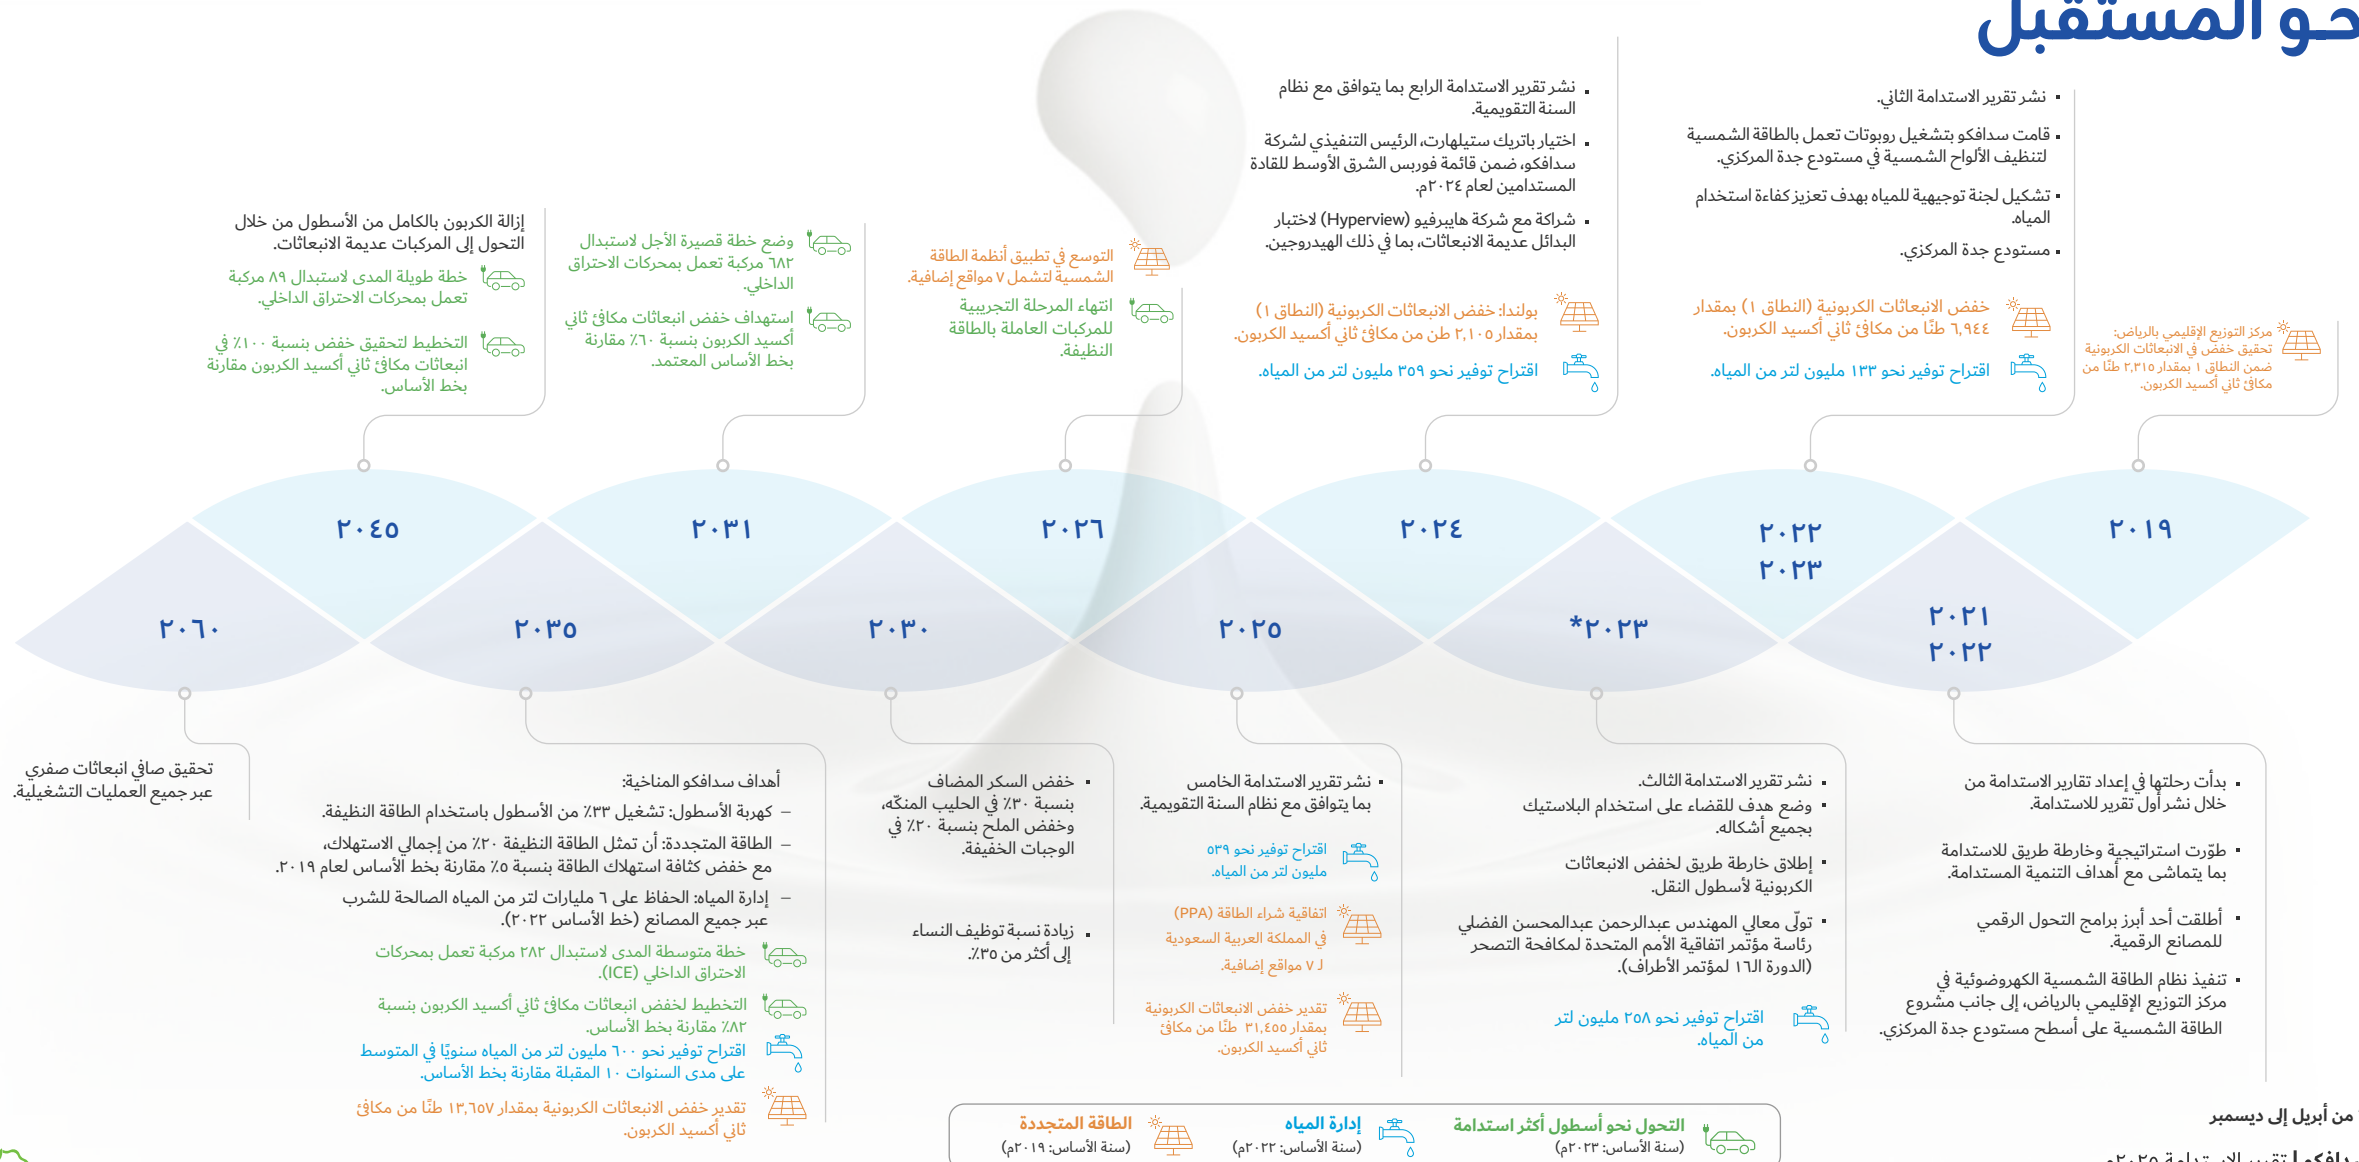 المستقبل
نشر تقرير الاستدامة الثاني.
قامت سدافكو بتشغيل روبوتات تعمل بالطاقة الشمسية
لتنظيف الألواح الشمسية في مستودع جدة المركزي.
تشكيل لجنة توجيهية للمياه بهدف تعزيز كفاءة استخدام
المياه.
مستودع جدة المركزي.
خفض الانبعاثات الكربونية (النطاق ١) بمقدار
٦,٩٤٤ طنًا من مكافئ ثاني أكسيد الكربون.
اقتراح توفير نحو ١٣٣ مليون لتر من المياه.
مركز التوزيع الإقليمي بالرياض:
تحقيق خفض في الانبعاثات الكربونية
ضمن النطاق ١ بمقدار ٢,٣١٥ طنًا من
مكافئ ثاني أكسيد الكربون.
نشر تقرير الاستدامة الرابع بما يتوافق مع نظام
السنة التقويمية.
اختيار باتريك ستيلهارت، الرئيس التنفيذي لشركة
سدافكو، ضمن قائمة فوربس الشرق الأوسط للقادة
المستدامين لعام ٢٠٢٤م.
شراكة مع شركة هايبرفيو (Hyperview) لاختبار
البدائل عديمة الانبعاثات، بما في ذلك الهيدروجين.
بولندا: خفض الانبعاثات الكربونية (النطاق ١)
بمقدار ٢,١٠٥ طن من مكافئ ثاني أكسيد الكربون.
اقتراح توفير نحو ٣٥٩ مليون لتر من المياه.
التوسع في تطبيق أنظمة الطاقة
الشمسية لتشمل ٧ مواقع إضافية.
انتهاء المرحلة التجريبية
للمركبات العاملة بالطاقة
النظيفة.
وضع خطة قصيرة الأجل لاستبدال
٦٨٢ مركبة تعمل بمحركات الاحتراق
الداخلي.
استهداف خفض انبعاثات مكافئ ثاني
أكسيد الكربون بنسبة ٦٠٪ مقارنة
بخط الأساس المعتمد.
إزالة الكربون بالكامل من الأسطول من خلال
التحول إلى المركبات عديمة الانبعاثات.
خطة طويلة المدى لاستبدال ٨٩ مركبة
تعمل بمحركات الاحتراق الداخلي.
التخطيط لتحقيق خفض بنسبة ١٠٠٪ في
انبعاثات مكافئ ثاني أكسيد الكربون مقارنة
بخط الأساس.
٢٠١٩
٢٠٢٢
٢٠٢٣
٢٠٢٤
٢٠٢٦
٢٠٣١
٢٠٤٥
٢٠٢١
٢٠٢٢
٢٠٢٣*
٢٠٢٥
٢٠٣٠
٢٠٣٥
٢٠٦٠
بدأت رحلتها في إعداد تقارير الاستدامة من
خلال نشر أول تقرير للاستدامة.
طوّرت استراتيجية وخارطة طريق للاستدامة
بما يتماشى مع أهداف التنمية المستدامة.
أطلقت أحد أبرز برامج التحول الرقمي
للمصانع الرقمية.
تنفيذ نظام الطاقة الشمسية الكهروضوئية في
مركز التوزيع الإقليمي بالرياض، إلى جانب مشروع
الطاقة الشمسية على أسطح مستودع جدة المركزي.
نشر تقرير الاستدامة الثالث.
وضع هدف للقضاء على استخدام البلاستيك
بجميع أشكاله.
إطلاق خارطة طريق لخفض الانبعاثات
الكربونية لأسطول النقل.
تولّى معالي المهندس عبدالرحمن عبدالمحسن الفضلي
رئاسة مؤتمر اتفاقية الأمم المتحدة لمكافحة التصحر
(الدورة الـ١٦ لمؤتمر الأطراف).
اقتراح توفير نحو ٢٥٨ مليون لتر
من المياه.
نشر تقرير الاستدامة الخامس
بما يتوافق مع نظام السنة التقويمية.
اقتراح توفير نحو ٥٣٩
مليون لتر من المياه.
اتفاقية شراء الطاقة (PPA)
في المملكة العربية السعودية
لـ ٧ مواقع إضافية.
تقدير خفض الانبعاثات الكربونية
بمقدار ٣١,٤٥٥ طنًا من مكافئ
ثاني أكسيد الكربون.
خفض السكر المضاف
بنسبة ٣٠٪ في الحليب المنكّه،
وخفض الملح بنسبة ٢٠٪ في
الوجبات الخفيفة.
زيادة نسبة توظيف النساء
إلى أكثر من ٣٥٪.
أهداف سدافكو المناخية:
– كهربة الأسطول: تشغيل ٣٣٪ من الأسطول باستخدام الطاقة النظيفة.
– الطاقة المتجددة: أن تمثل الطاقة النظيفة ٢٠٪ من إجمالي الاستهلاك،
مع خفض كثافة استهلاك الطاقة بنسبة ٥٪ مقارنة بخط الأساس لعام ٢٠١٩.
– إدارة المياه: الحفاظ على ٦ مليارات لتر من المياه الصالحة للشرب
عبر جميع المصانع (خط الأساس ٢٠٢٢).
خطة متوسطة المدى لاستبدال ٢٨٢ مركبة تعمل بمحركات
الاحتراق الداخلي (ICE).
التخطيط لخفض انبعاثات مكافئ ثاني أكسيد الكربون بنسبة
٨٢٪ مقارنة بخط الأساس.
اقتراح توفير نحو ٦٠٠ مليون لتر من المياه سنويًا في المتوسط
على مدى السنوات ١٠ المقبلة مقارنة بخط الأساس.
تقدير خفض الانبعاثات الكربونية بمقدار ١٣,٦٥٧ طنًا من مكافئ
ثاني أكسيد الكربون.
تحقيق صافي انبعاثات صفري
عبر جميع العمليات التشغيلية.
التحول نحو أسطول أكثر استدامة
(سنة الأساس: ٢٠٢٣م)
إدارة المياه
(سنة الأساس: ٢٠٢٢م)
الطاقة المتجددة
(سنة الأساس: ٢٠١٩م)
من أبريل إلى ديسمبر